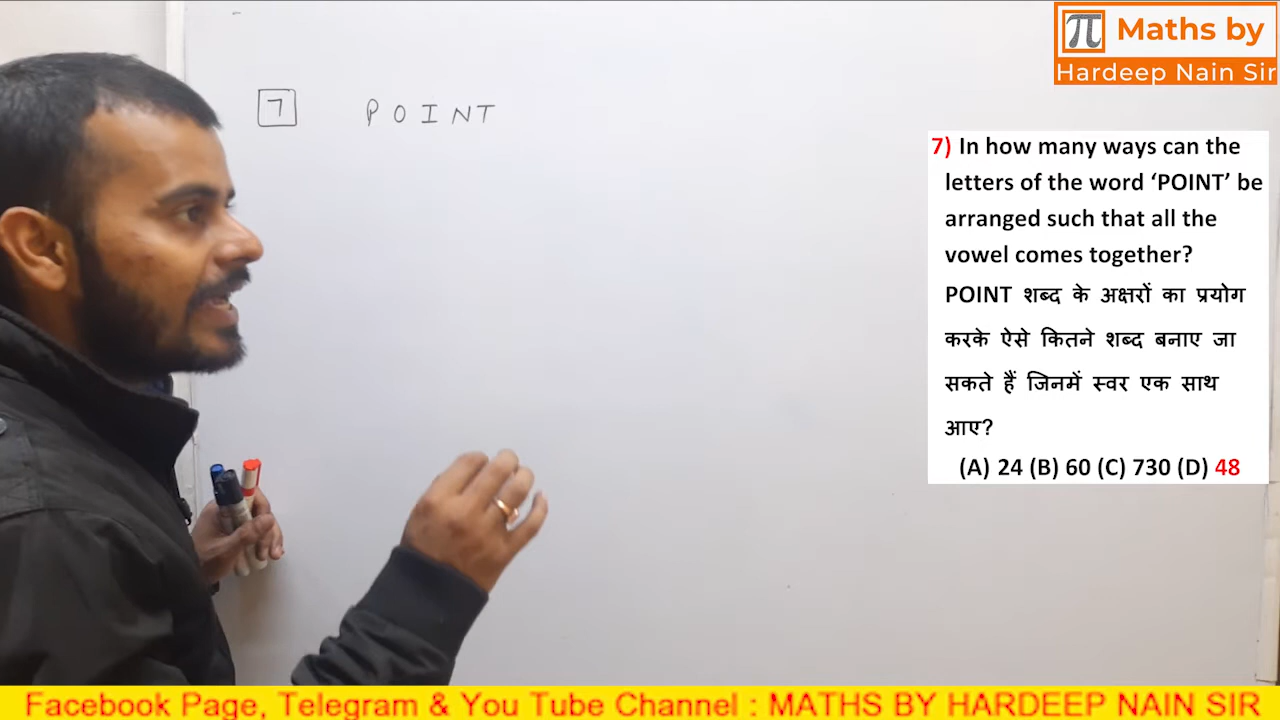 π Maths by
Hardeep Nain Sir
7 POINT
7) In how many ways can the
letters of the word ‘POINT’ be
arranged such that all the
vowel comes together?
POINT शब्द के अक्षरों का प्रयोग
करके ऐसे कितने शब्द बनाए जा
सकते हैं जिनमें स्वर एक साथ
आए?
(A) 24 (B) 60 (C) 730 (D) 48
Facebook Page, Telegram & You Tube Channel : MATHS BY HARDEEP NAIN SIR